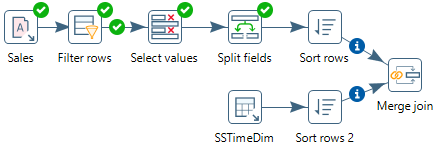 Sales
Filter rows
Select values
Split fields
Sort rows
Merge join
SSTimeDim
Sort rows 2